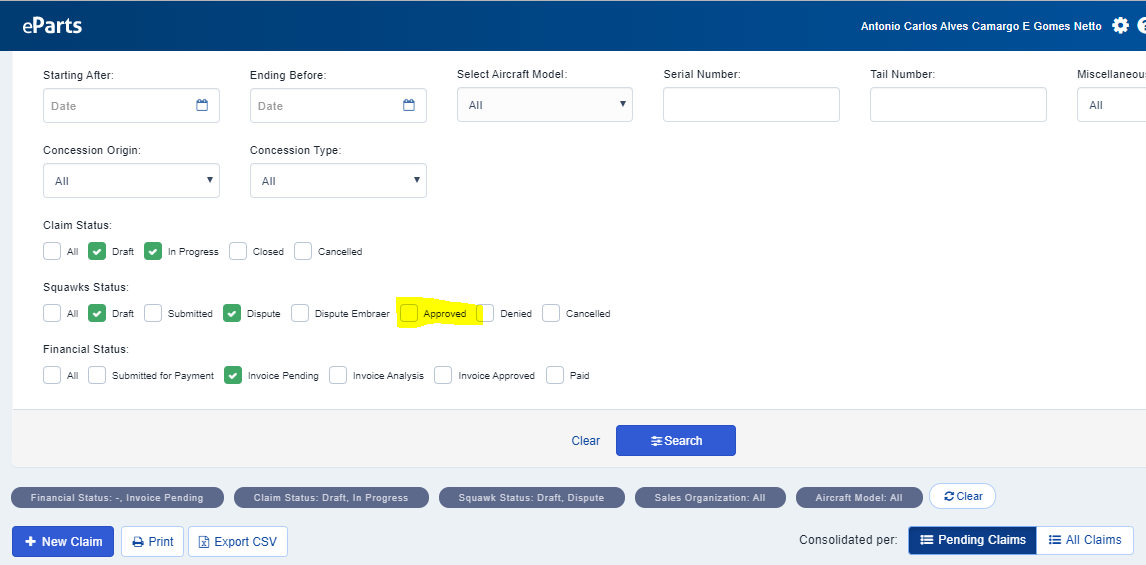 eParts
Antonio Carlos Alves Camargo E Gomes Netto
Starting After: Ending Before: Select Aircraft Model: Serial Number: Tail Number: Miscellaneou
Date Date All All
Concession Origin: Concession Type:
All All
Claim Status:
All Draft In Progress Closed Cancelled
Squawks Status:
All Draft Submitted Dispute Dispute Embraer Approved Denied Cancelled
Financial Status:
All Submitted for Payment Invoice Pending Invoice Analysis Invoice Approved Paid
Clear Search
Financial Status: -, Invoice Pending Claim Status: Draft, In Progress Squawk Status: Draft, Dispute Sales Organization: All Aircraft Model: All Clear
+ New Claim Print Export CSV Consolidated per: Pending Claims All Claims